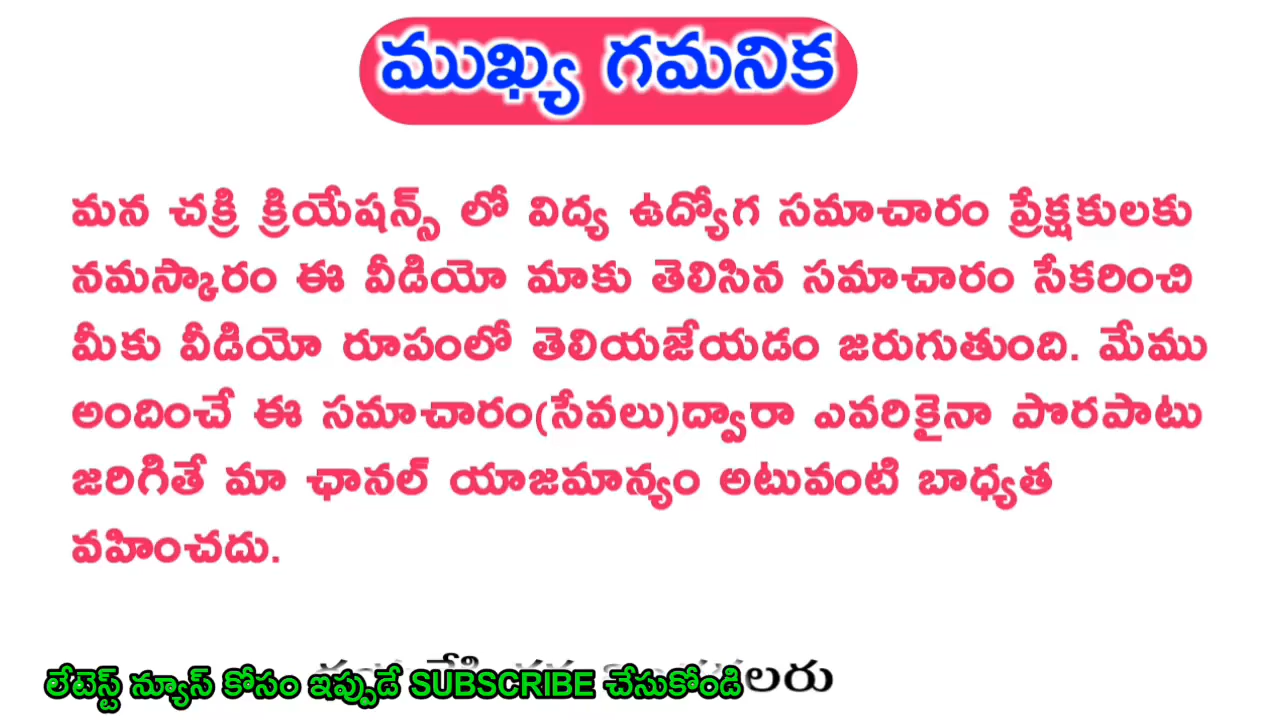 ముఖ్య గమనిక
మన చక్రి క్రియేషన్స్ లో విద్య ఉద్యోగ సమాచారం ప్రేక్షకులకు
నమస్కారం ఈ వీడియో మాకు తెలిసిన సమాచారం సేకరించి
మీకు వీడియో రూపంలో తెలియజేయడం జరుగుతుంది. మేము
అందించే ఈ సమాచారం(సేవలు)ద్వారా ఎవరికైనా పొరపాటు
జరిగితే మా ఛానల్ యాజమాన్యం అటువంటి బాధ్యత
వహించదు.
లేటెస్ట్ న్యూస్ కోసం ఇప్పుడే SUBSCRIBE చేసుకోండి